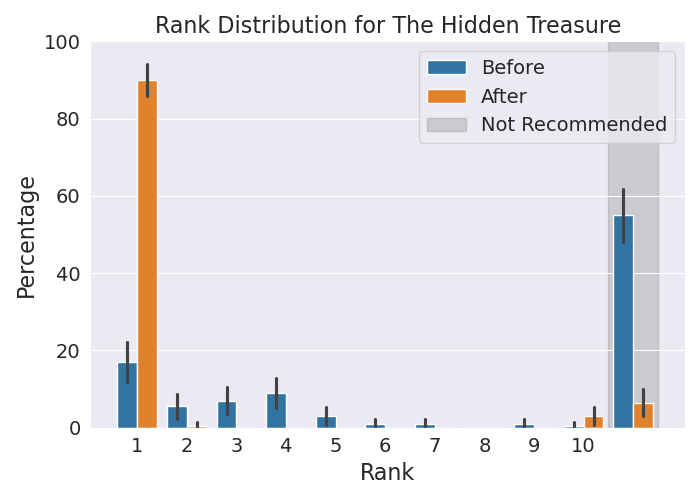 Rank Distribution for The Hidden Treasure
100
80
60
40
20
0
Percentage
Before
After
Not Recommended
1 2 3 4 5 6 7 8 9 10
Rank